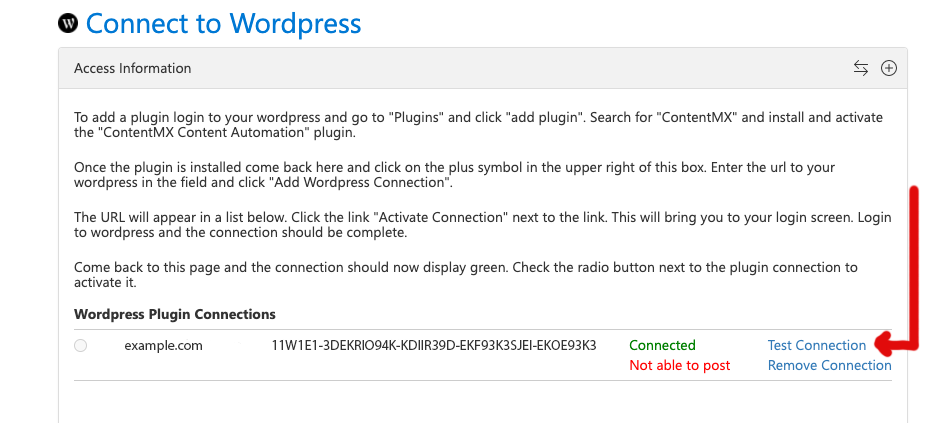 Connect to Wordpress
Access Information
To add a plugin login to your wordpress and go to "Plugins" and click "add plugin". Search for "ContentMX" and install and activate
the "ContentMX Content Automation" plugin.
Once the plugin is installed come back here and click on the plus symbol in the upper right of this box. Enter the url to your
wordpress in the field and click "Add Wordpress Connection".
The URL will appear in a list below. Click the link "Activate Connection" next to the link. This will bring you to your login screen. Login
to wordpress and the connection should be complete.
Come back to this page and the connection should now display green. Check the radio button next to the plugin connection to
activate it.
Wordpress Plugin Connections
example.com 11W1E1-3DEKRIO94K-KDIIR39D-EKF93K3SJEI-EKOE93K3 Connected Test Connection
Not able to post Remove Connection